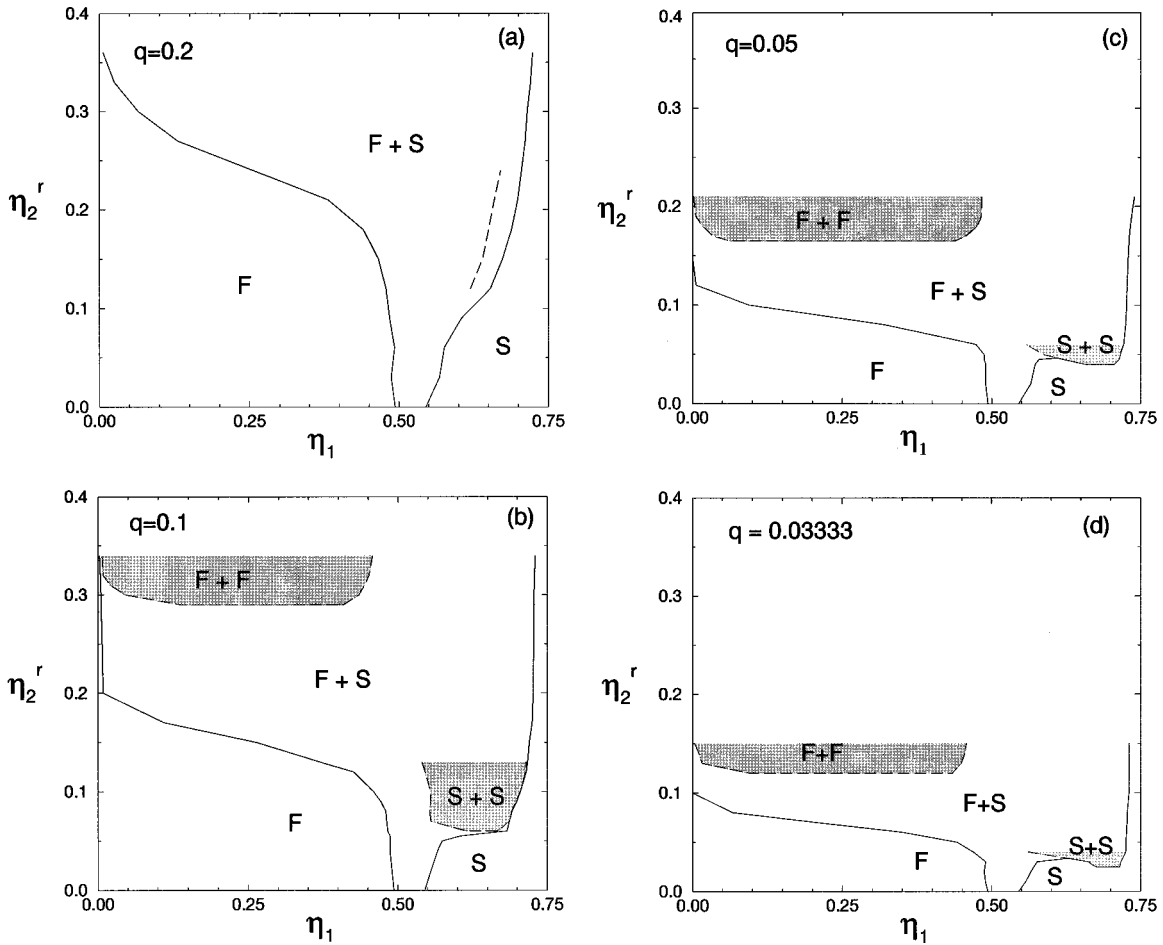 (a)
q=0.2
0.4
0.3
0.2
0.1
0.0
η₂ʳ
F + S
F
S
0.00
0.25
0.50
0.75
η₁
(b)
q=0.1
0.4
0.3
0.2
0.1
0.0
η₂ʳ
F + F
F + S
S + S
F
S
0.00
0.25
0.50
0.75
η₁
(c)
q=0.05
0.4
0.3
0.2
0.1
0.0
η₂ʳ
F + F
F + S
S + S
F
S
0.00
0.25
0.50
0.75
η₁
(d)
q = 0.03333
0.4
0.3
0.2
0.1
0.0
η₂ʳ
F+F
F+S
S+S
F
S
0.00
0.25
0.50
0.75
η₁